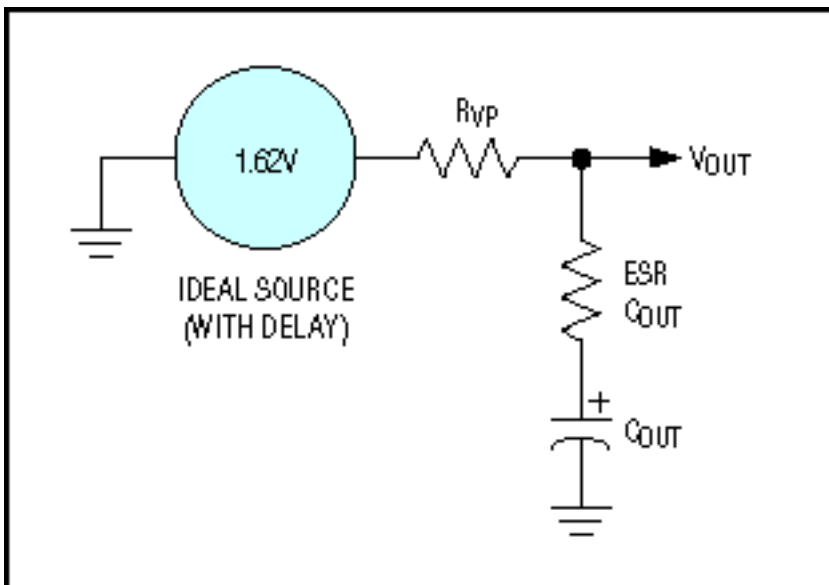 RVP
1.62V
VOUT
IDEAL SOURCE
(WITH DELAY)
ESR
COUT
+
COUT